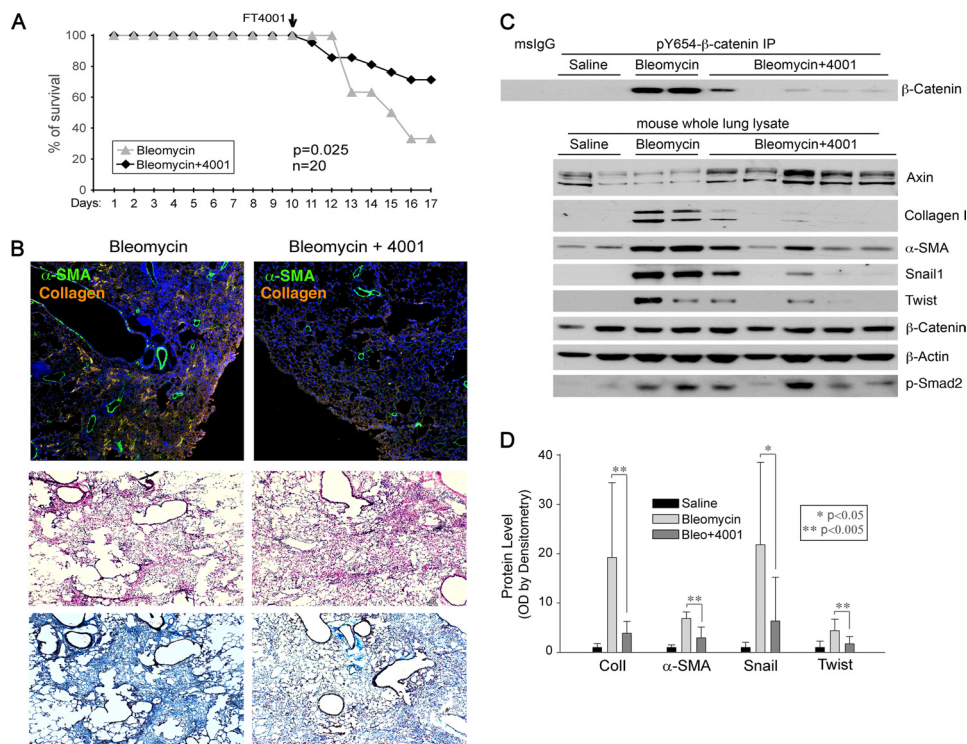 A
FT4001
% of survival
100
80
60
40
20
0
Bleomycin
Bleomycin+4001
p=0.025
n=20
Days: 1 2 3 4 5 6 7 8 9 10 11 12 13 14 15 16 17
B
Bleomycin
Bleomycin + 4001
α-SMA
Collagen
α-SMA
Collagen
C
msIgG
pY654-β-catenin IP
Saline
Bleomycin
Bleomycin+4001
β-Catenin
mouse whole lung lysate
Saline
Bleomycin
Bleomycin+4001
Axin
Collagen I
α-SMA
Snail1
Twist
β-Catenin
β-Actin
p-Smad2
D
Protein Level
(OD by Densitometry)
40
30
20
10
0
Saline
Bleomycin
Bleo+4001
**
**
*
**
* p<0.05
** p<0.005
ColI
α-SMA
Snail
Twist